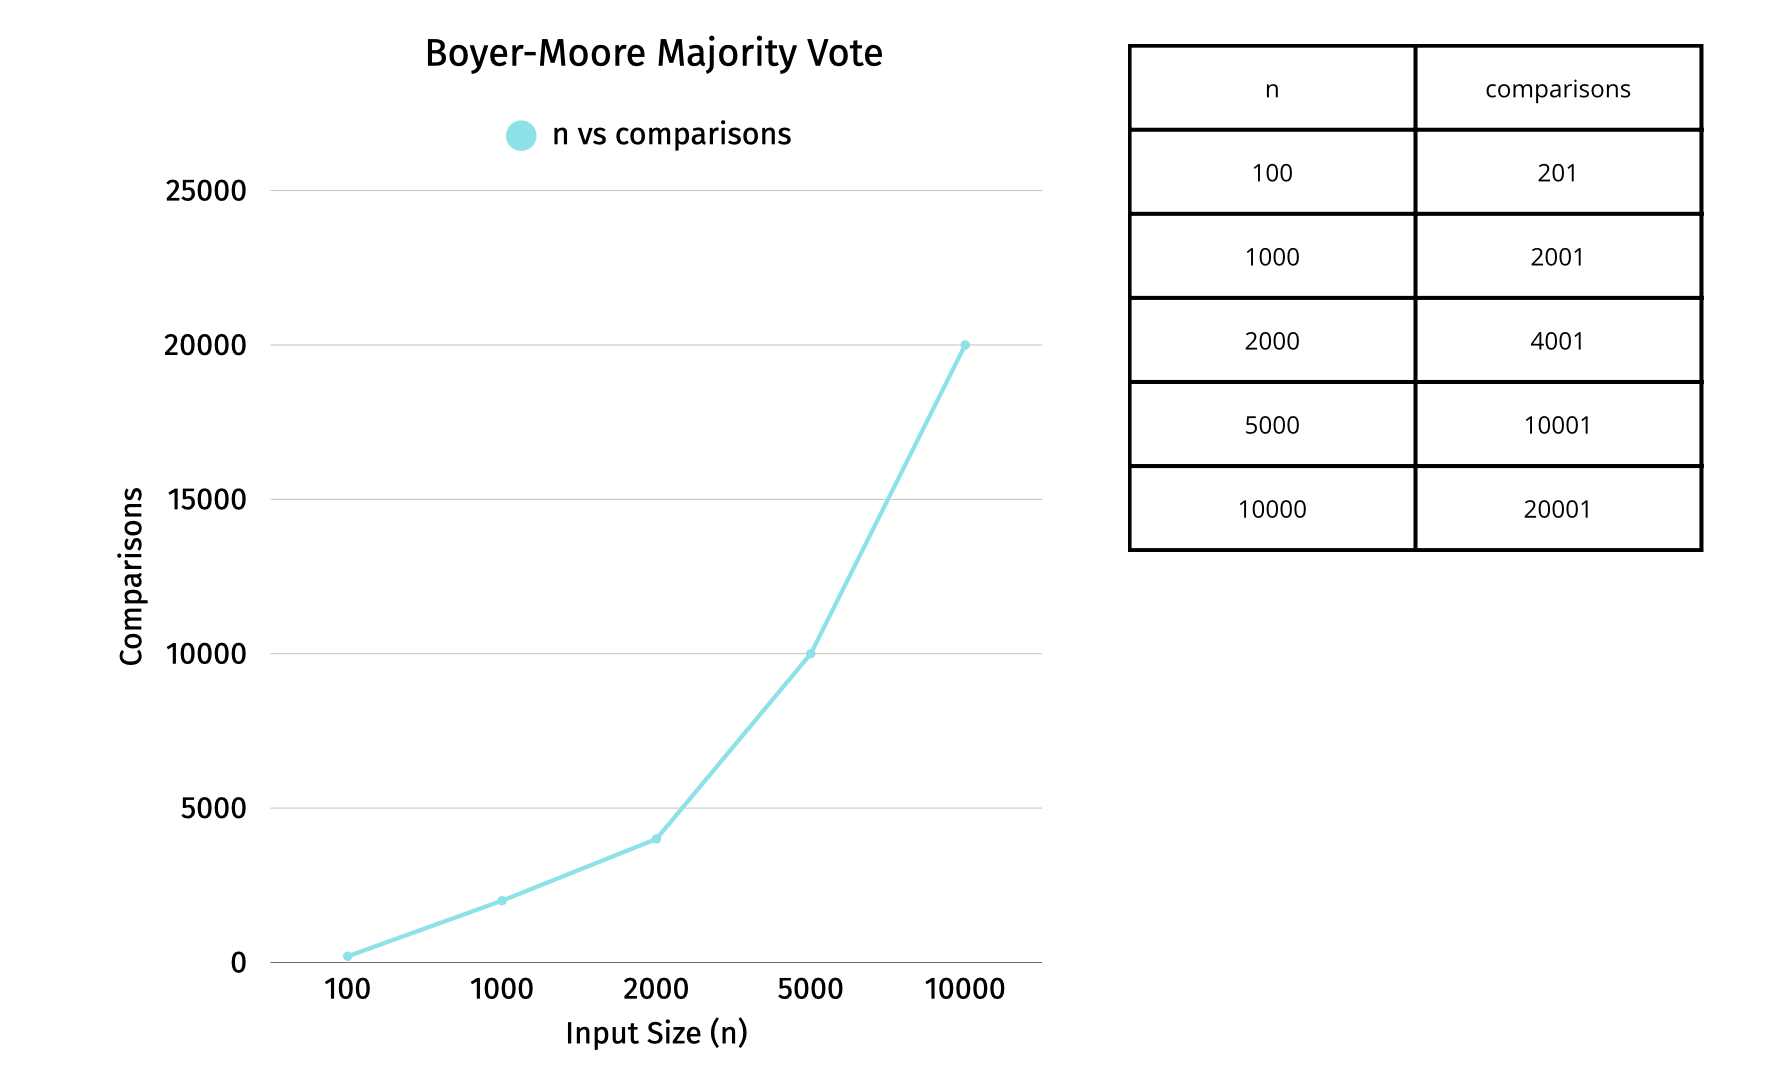 Boyer-Moore Majority Vote
n vs comparisons
25000
20000
15000
10000
5000
0
Comparisons
100 1000 2000 5000 10000
Input Size (n)
n comparisons
100 201
1000 2001
2000 4001
5000 10001
10000 20001